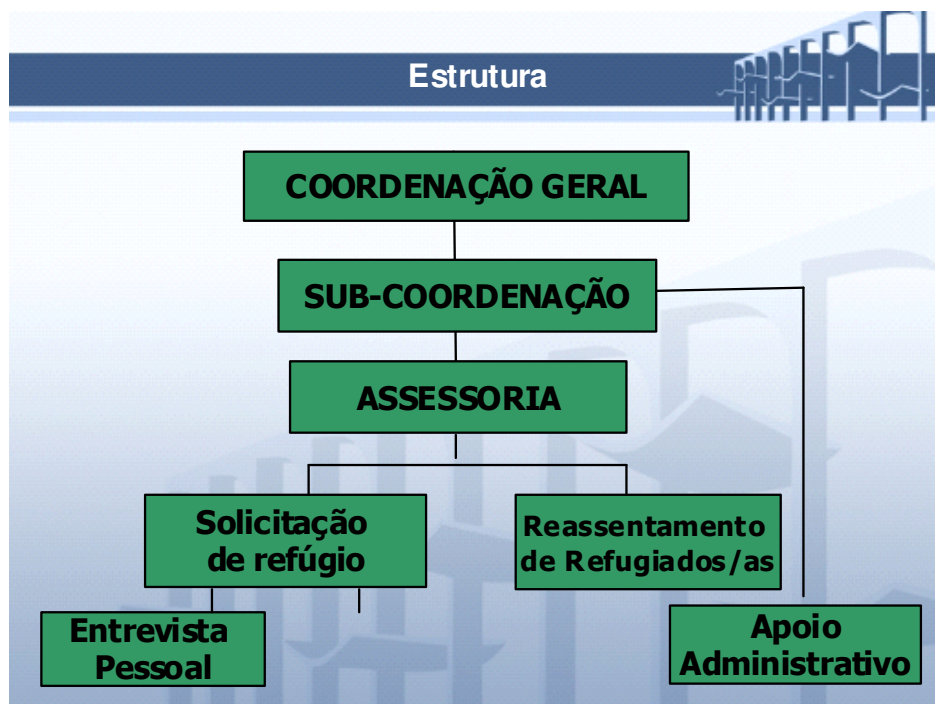 Estrutura
COORDENAÇÃO GERAL
SUB-COORDENAÇÃO
ASSESSORIA
Solicitação
de refúgio
Reassentamento
de Refugiados/as
Entrevista
Pessoal
Apoio
Administrativo